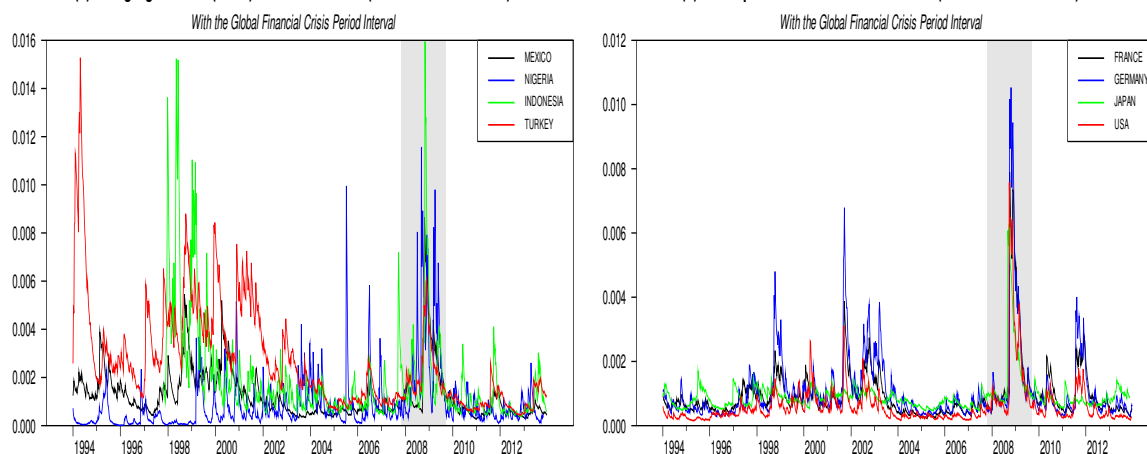 With the Global Financial Crisis Period Interval
0.016
0.014
0.012
0.010
0.008
0.006
0.004
0.002
0.000
MEXICO
NIGERIA
INDONESIA
TURKEY
1994 1996 1998 2000 2002 2004 2006 2008 2010 2012
With the Global Financial Crisis Period Interval
0.012
0.010
0.008
0.006
0.004
0.002
0.000
FRANCE
GERMANY
JAPAN
USA
1994 1996 1998 2000 2002 2004 2006 2008 2010 2012